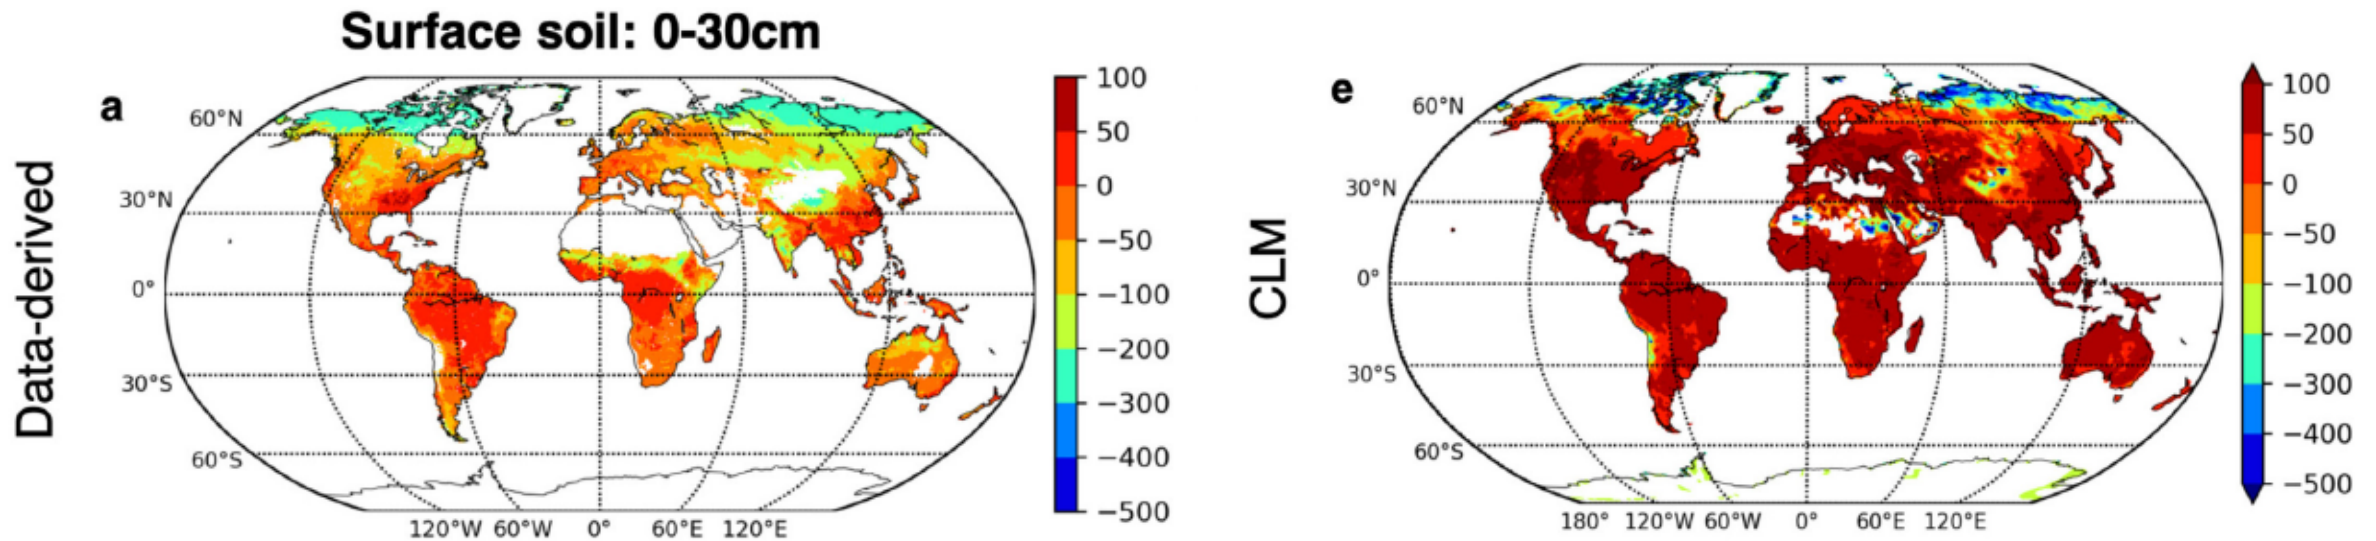 Surface soil: 0-30cm
a
Data-derived
60°N
30°N
0°
30°S
60°S
120°W 60°W 0° 60°E 120°E
100
50
0
−50
−100
−200
−300
−400
−500
e
CLM
60°N
30°N
0°
30°S
60°S
180° 120°W 60°W 0° 60°E 120°E
100
50
0
−50
−100
−200
−300
−400
−500